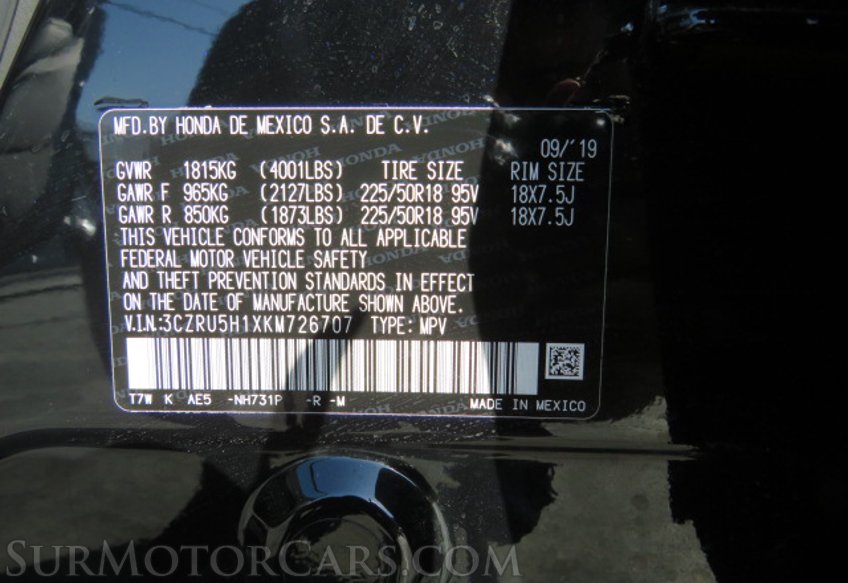 MFD.BY HONDA DE MEXICO S.A. DE C.V.
09/'19
GVWR 1815KG (4001LBS) TIRE SIZE RIM SIZE
GAWR F 965KG (2127LBS) 225/50R18 95V 18X7.5J
GAWR R 850KG (1873LBS) 225/50R18 95V 18X7.5J
THIS VEHICLE CONFORMS TO ALL APPLICABLE
FEDERAL MOTOR VEHICLE SAFETY
AND THEFT PREVENTION STANDARDS IN EFFECT
ON THE DATE OF MANUFACTURE SHOWN ABOVE.
V.I.N:3CZRU5H1XKM726707 TYPE:MPV
T7W K AE5 -NH731P -R -M MADE IN MEXICO
SurMotorCars.com